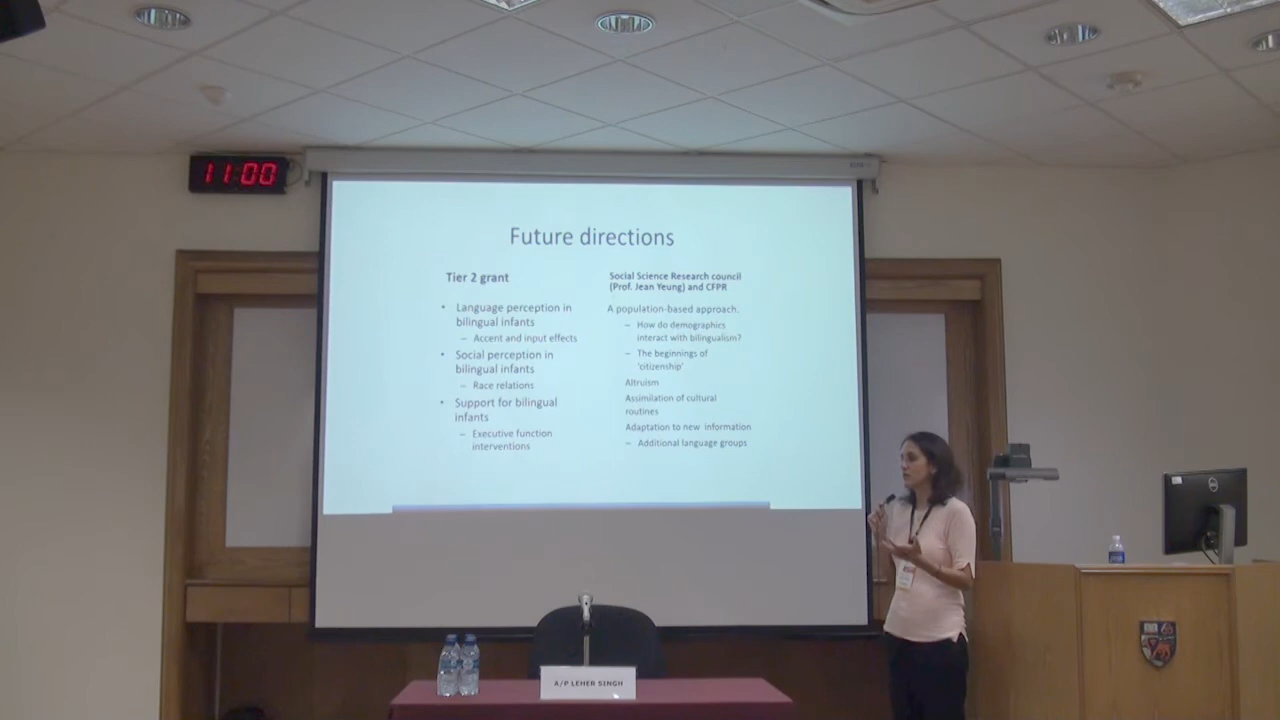 11:00
Future directions
Tier 2 grant
• Language perception in
bilingual infants
– Accent and input effects
• Social perception in
bilingual infants
– Race relations
• Support for bilingual
infants
– Executive function
interventions
Social Science Research council
(Prof. Jean Yeung) and CFPR
A population-based approach.
– How do demographics
interact with bilingualism?
– The beginnings of
'citizenship'
Altruism
Assimilation of cultural
routines
Adaptation to new information
– Additional language groups
A/P LEHER SINGH
DELL